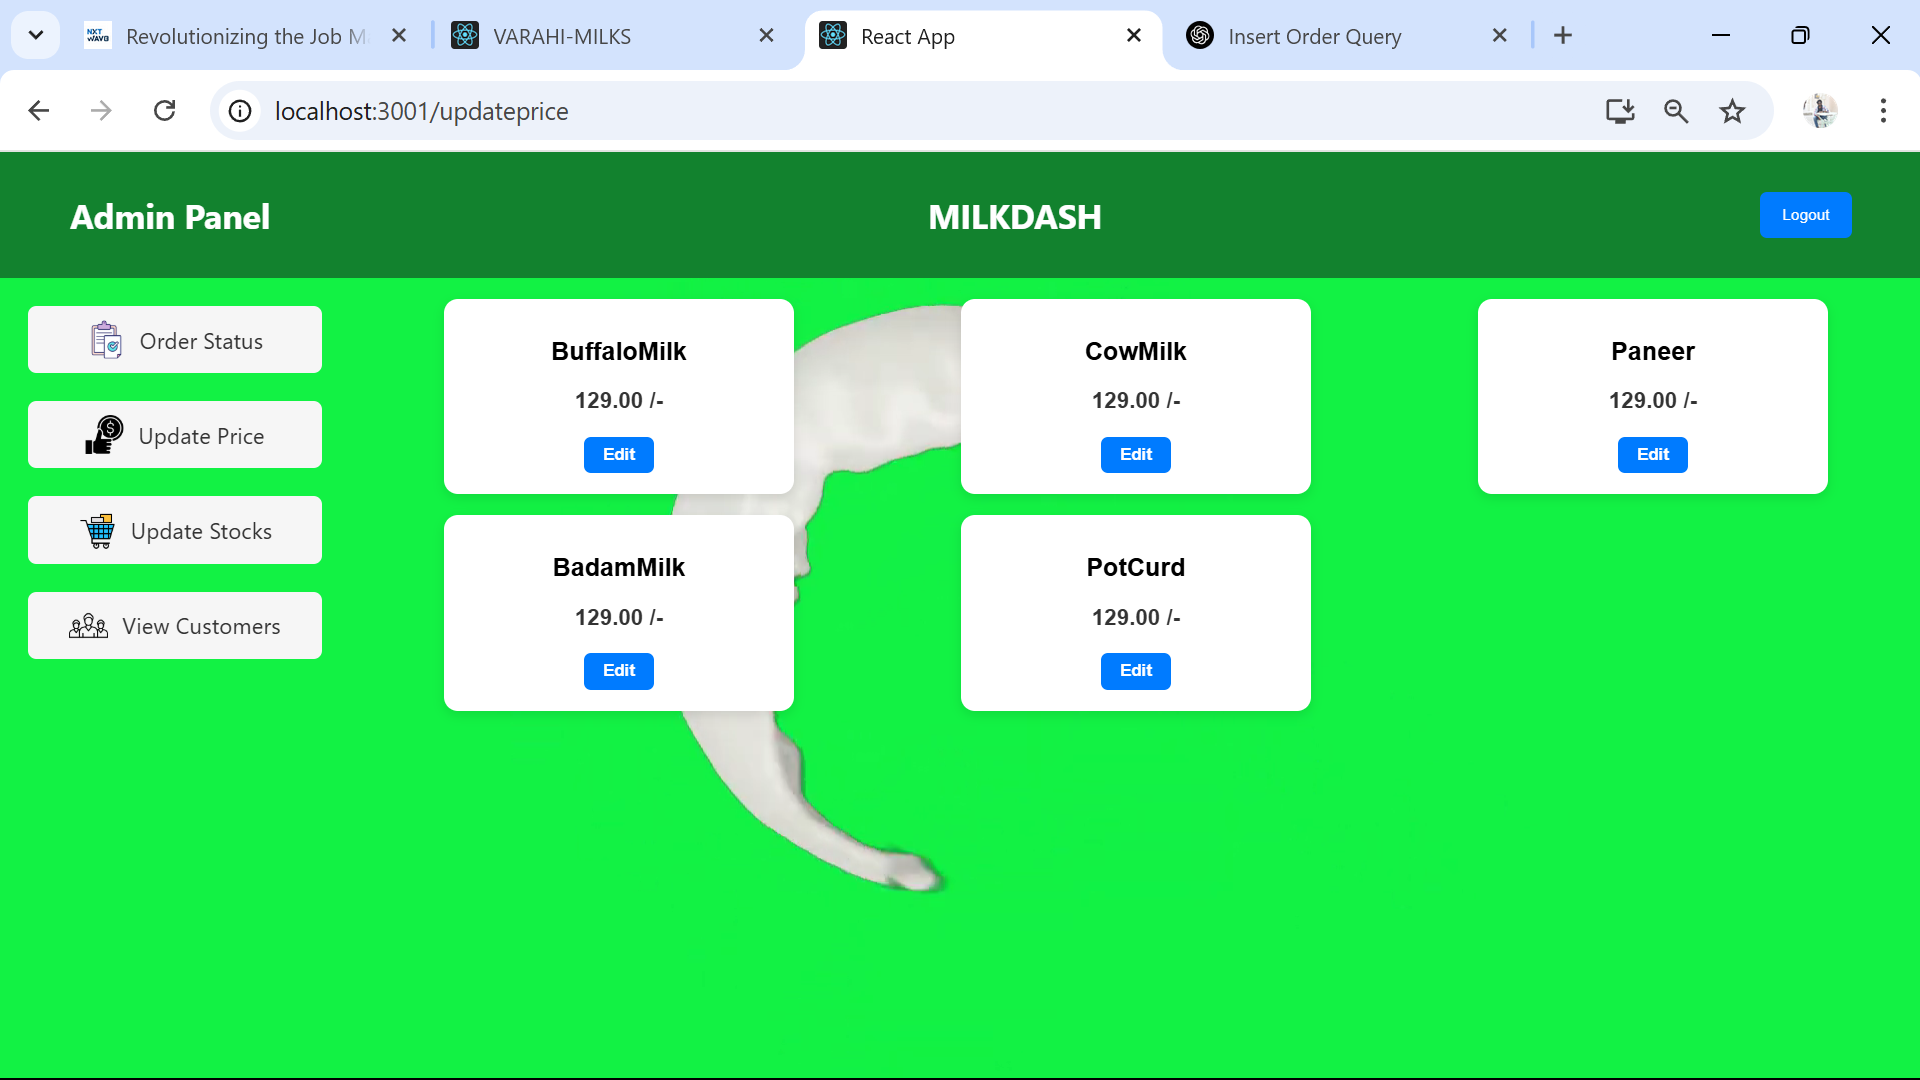 NXT
WAVE
Revolutionizing the Job M
VARAHI-MILKS
React App
Insert Order Query
localhost:3001/updateprice
Admin Panel
MILKDASH
Logout
Order Status
Update Price
Update Stocks
View Customers
BuffaloMilk
129.00 /-
Edit
CowMilk
129.00 /-
Edit
Paneer
129.00 /-
Edit
BadamMilk
129.00 /-
Edit
PotCurd
129.00 /-
Edit